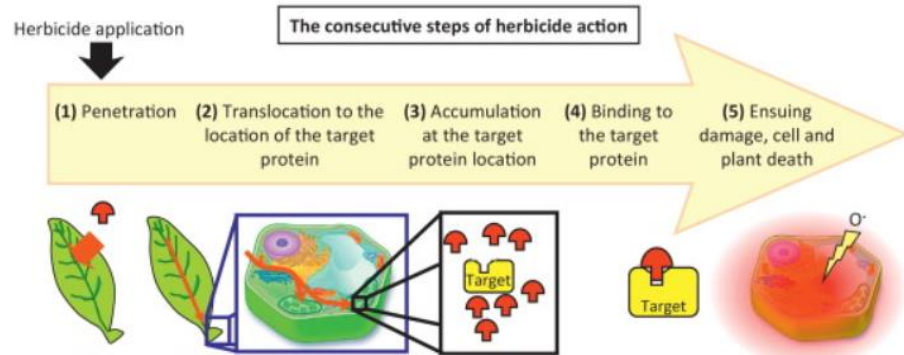 Herbicide application
The consecutive steps of herbicide action
(1) Penetration
(2) Translocation to the
location of the target
protein
(3) Accumulation
at the target
protein location
(4) Binding to
the target
protein
(5) Ensuing
damage, cell and
plant death
Target
Target
O·